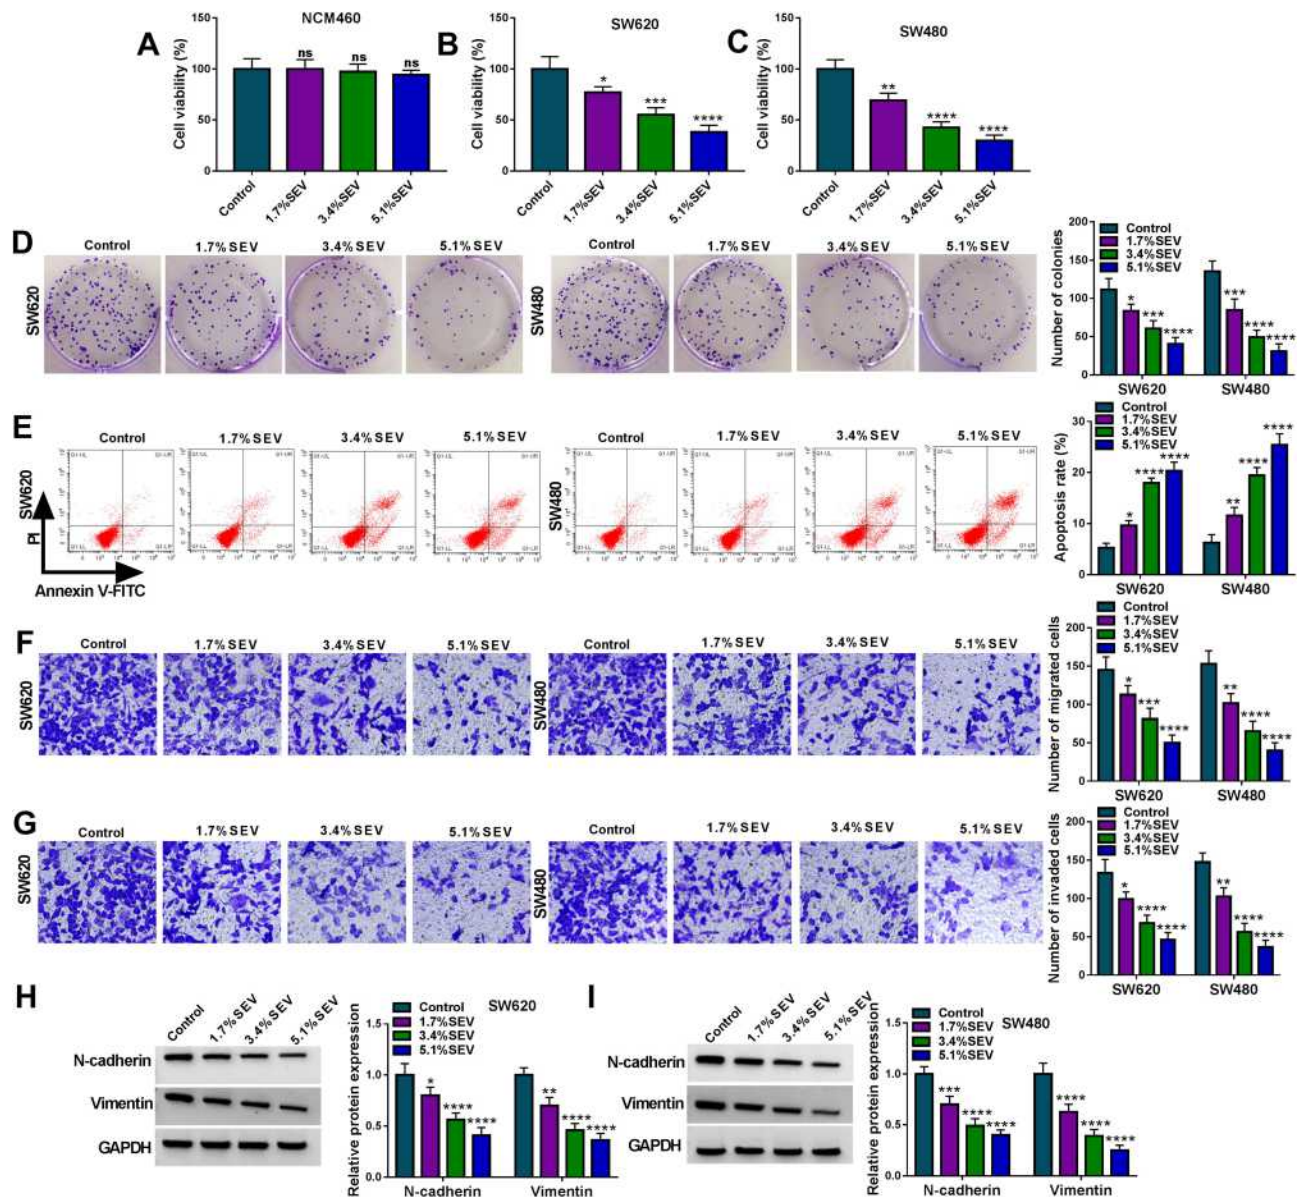 A
NCM460
Cell viability (%)
150
100
50
0
ns
ns
ns
Control
1.7%SEV
3.4%SEV
5.1%SEV
B
SW620
Cell viability (%)
150
100
50
0
*
***
****
Control
1.7%SEV
3.4%SEV
5.1%SEV
C
SW480
Cell viability (%)
150
100
50
0
**
****
****
Control
1.7%SEV
3.4%SEV
5.1%SEV
D
Control 1.7%SEV 3.4%SEV 5.1%SEV
SW620
Control 1.7%SEV 3.4%SEV 5.1%SEV
SW480
Number of colonies
200
150
100
50
0
Control
1.7%SEV
3.4%SEV
5.1%SEV
* *** ****
*** **** ****
SW620 SW480
E
Control 1.7%SEV 3.4%SEV 5.1%SEV
SW620
PI
Annexin V-FITC
Control 1.7%SEV 3.4%SEV 5.1%SEV
SW480
Q1-UL Q1-UR
Q1-LL Q1-LR
Apoptosis rate (%)
30
20
10
0
Control
1.7%SEV
3.4%SEV
5.1%SEV
* **** ****
** **** ****
SW620 SW480
F
Control 1.7%SEV 3.4%SEV 5.1%SEV
SW620
Control 1.7%SEV 3.4%SEV 5.1%SEV
SW480
Number of migrated cells
200
150
100
50
0
Control
1.7%SEV
3.4%SEV
5.1%SEV
* *** ****
** **** ****
SW620 SW480
G
Control 1.7%SEV 3.4%SEV 5.1%SEV
SW620
Control 1.7%SEV 3.4%SEV 5.1%SEV
SW480
Number of invaded cells
200
150
100
50
0
Control
1.7%SEV
3.4%SEV
5.1%SEV
* **** ****
** **** ****
SW620 SW480
H
Control 1.7%SEV 3.4%SEV 5.1%SEV
N-cadherin
Vimentin
GAPDH
SW620
Relative protein expression
1.5
1.0
0.5
0.0
Control
1.7%SEV
3.4%SEV
5.1%SEV
* **** ****
** **** ****
N-cadherin Vimentin
I
Control 1.7%SEV 3.4%SEV 5.1%SEV
N-cadherin
Vimentin
GAPDH
SW480
Relative protein expression
1.5
1.0
0.5
0.0
Control
1.7%SEV
3.4%SEV
5.1%SEV
*** **** ****
**** **** ****
N-cadherin Vimentin